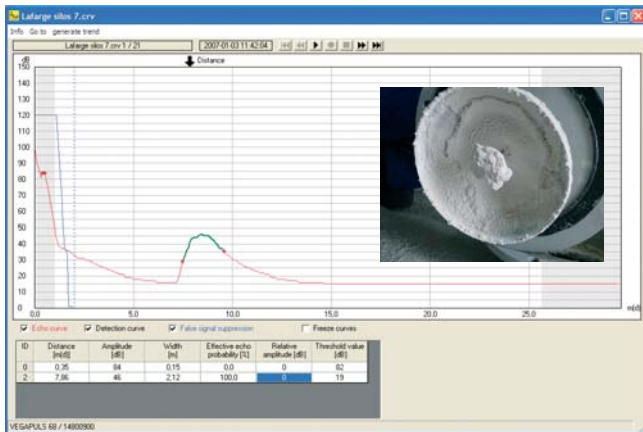 Lafarge silos 7.crv
Info Go to generate trend
Lafarge silos 7.crv 1 / 21 2007-01-03 11:42:04
dB Distance
150
140
130
120
110
100
90
80
70
60
50
40
30
20
10
0
0,0 5,0 10,0 15,0 20,0 25,0 m(d)
Echo curve Detection curve False signal suppression Freeze curves
ID Distance [m(d)] Amplitude [dB] Width [m] Effective echo probability [%] Relative amplitude [dB] Threshold value [dB]
0 0,35 84 0,15 0,0 0 82
2 7,86 46 2,12 100,0 0 19
VEGAPULS 68 / 14800900